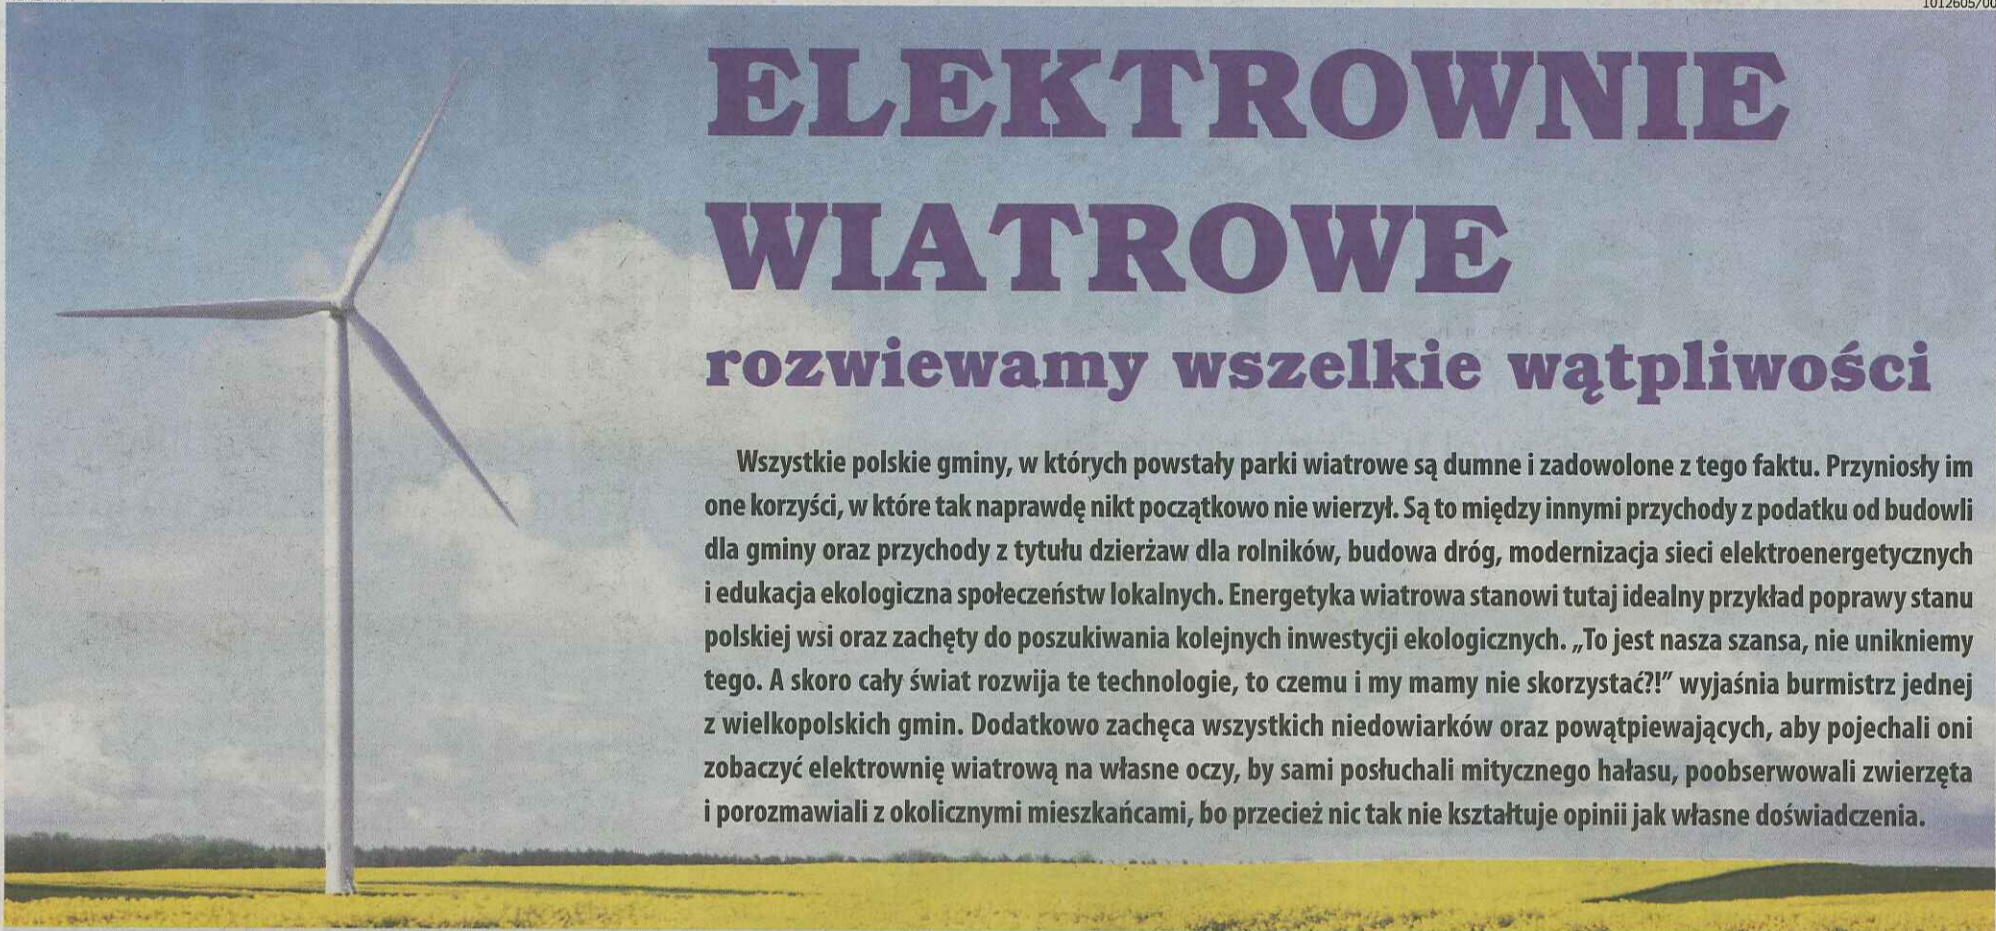 1012605/00
ELEKTROWNIE
WIATROWE
rozwiewamy wszelkie wątpliwości
Wszystkie polskie gminy, w których powstały parki wiatrowe są dumne i zadowolone z tego faktu. Przyniosły im
one korzyści, w które tak naprawdę nikt początkowo nie wierzył. Są to między innymi przychody z podatku od budowli
dla gminy oraz przychody z tytułu dzierżaw dla rolników, budowa dróg, modernizacja sieci elektroenergetycznych
i edukacja ekologiczna społeczeństw lokalnych. Energetyka wiatrowa stanowi tutaj idealny przykład poprawy stanu
polskiej wsi oraz zachęty do poszukiwania kolejnych inwestycji ekologicznych. „To jest nasza szansa, nie unikniemy
tego. A skoro cały świat rozwija te technologie, to czemu i my mamy nie skorzystać?!” wyjaśnia burmistrz jednej
z wielkopolskich gmin. Dodatkowo zachęca wszystkich niedowiarków oraz powątpiewających, aby pojechali oni
zobaczyć elektrownię wiatrową na własne oczy, by sami posłuchali mitycznego hałasu, poobserwowali zwierzęta
i porozmawiali z okolicznymi mieszkańcami, bo przecież nic tak nie kształtuje opinii jak własne doświadczenia.